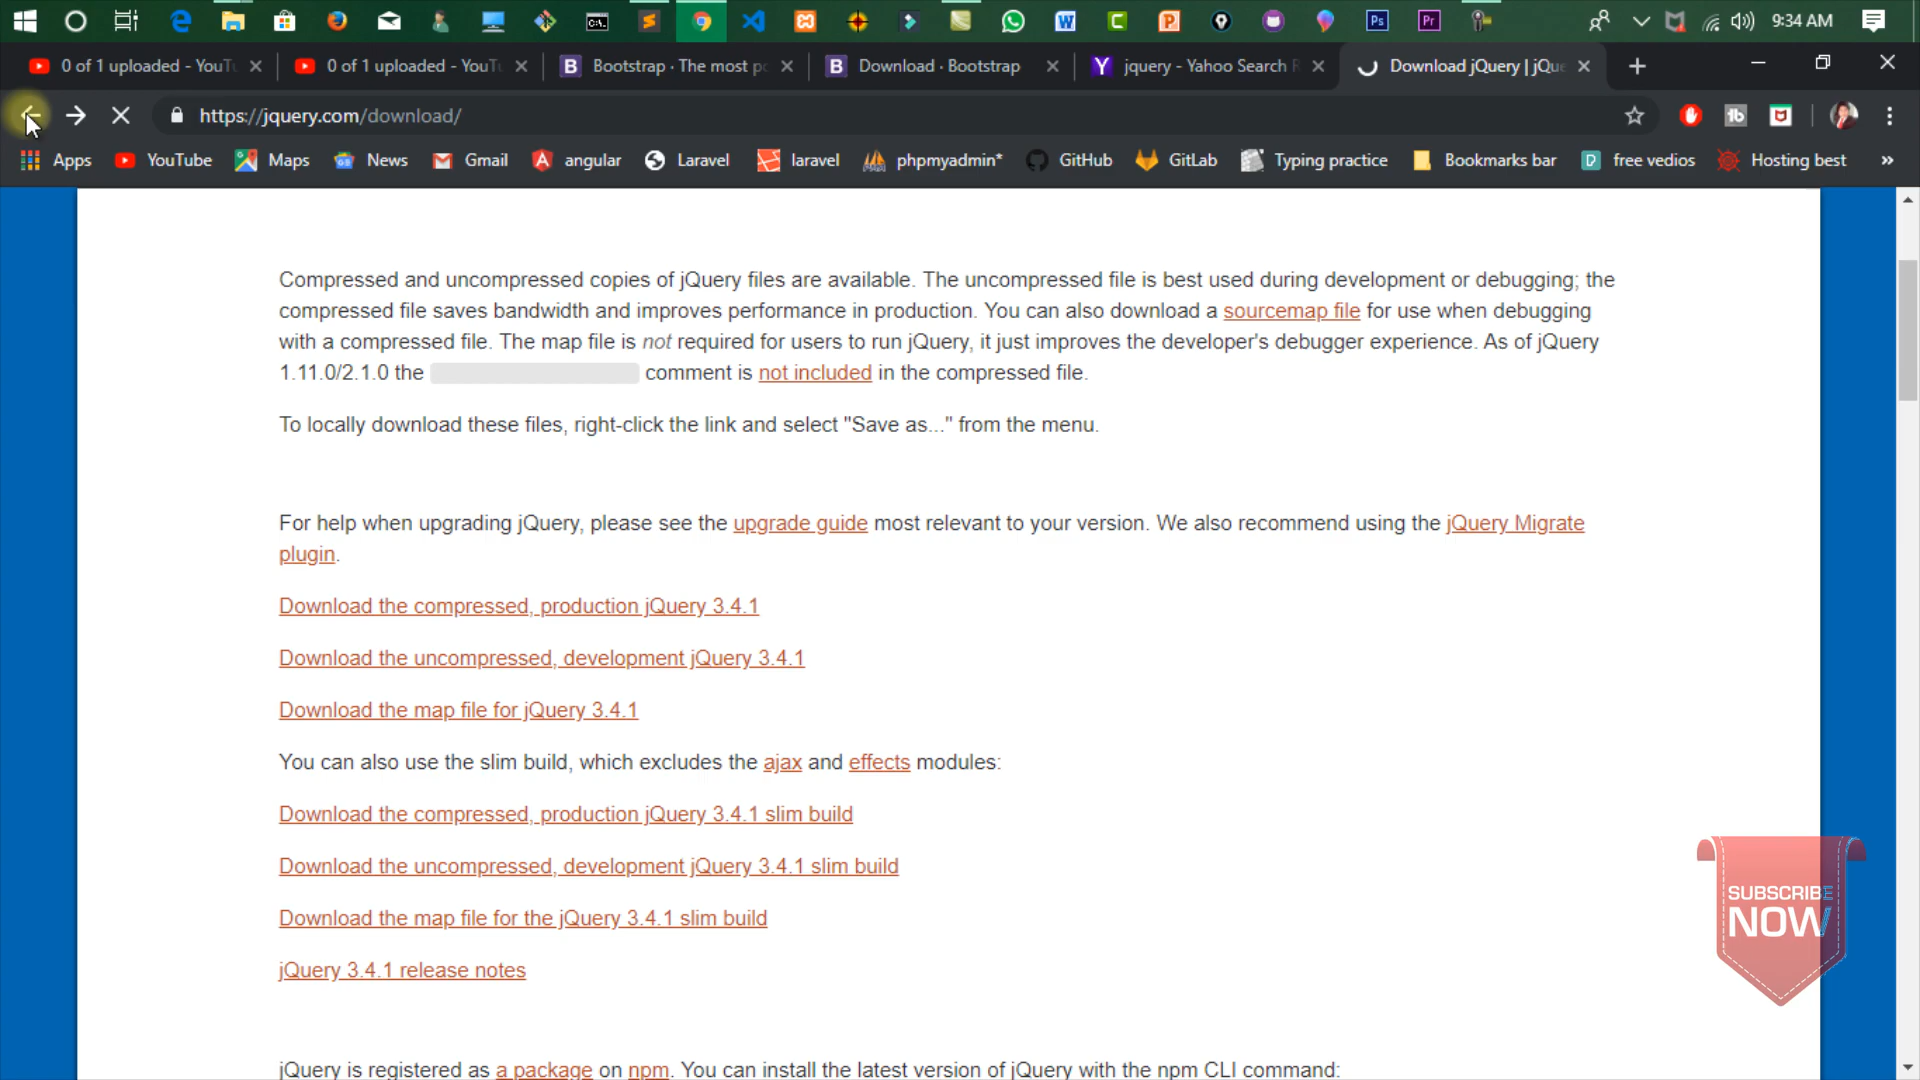 9:34 AM
0 of 1 uploaded - YouTu
0 of 1 uploaded - YouTu
Bootstrap · The most po
Download · Bootstrap
jquery - Yahoo Search R
Download jQuery | jQue
https://jquery.com/download/
Apps YouTube Maps News Gmail angular Laravel laravel phpmyadmin* GitHub GitLab Typing practice Bookmarks bar free vedios Hosting best »
Compressed and uncompressed copies of jQuery files are available. The uncompressed file is best used during development or debugging; the
compressed file saves bandwidth and improves performance in production. You can also download a sourcemap file for use when debugging
with a compressed file. The map file is not required for users to run jQuery, it just improves the developer's debugger experience. As of jQuery
1.11.0/2.1.0 the comment is not included in the compressed file.
To locally download these files, right-click the link and select "Save as..." from the menu.
For help when upgrading jQuery, please see the upgrade guide most relevant to your version. We also recommend using the jQuery Migrate
plugin.
Download the compressed, production jQuery 3.4.1
Download the uncompressed, development jQuery 3.4.1
Download the map file for jQuery 3.4.1
You can also use the slim build, which excludes the ajax and effects modules:
Download the compressed, production jQuery 3.4.1 slim build
Download the uncompressed, development jQuery 3.4.1 slim build
Download the map file for the jQuery 3.4.1 slim build
jQuery 3.4.1 release notes
SUBSCRIBE
NOW
jQuery is registered as a package on npm. You can install the latest version of jQuery with the npm CLI command: